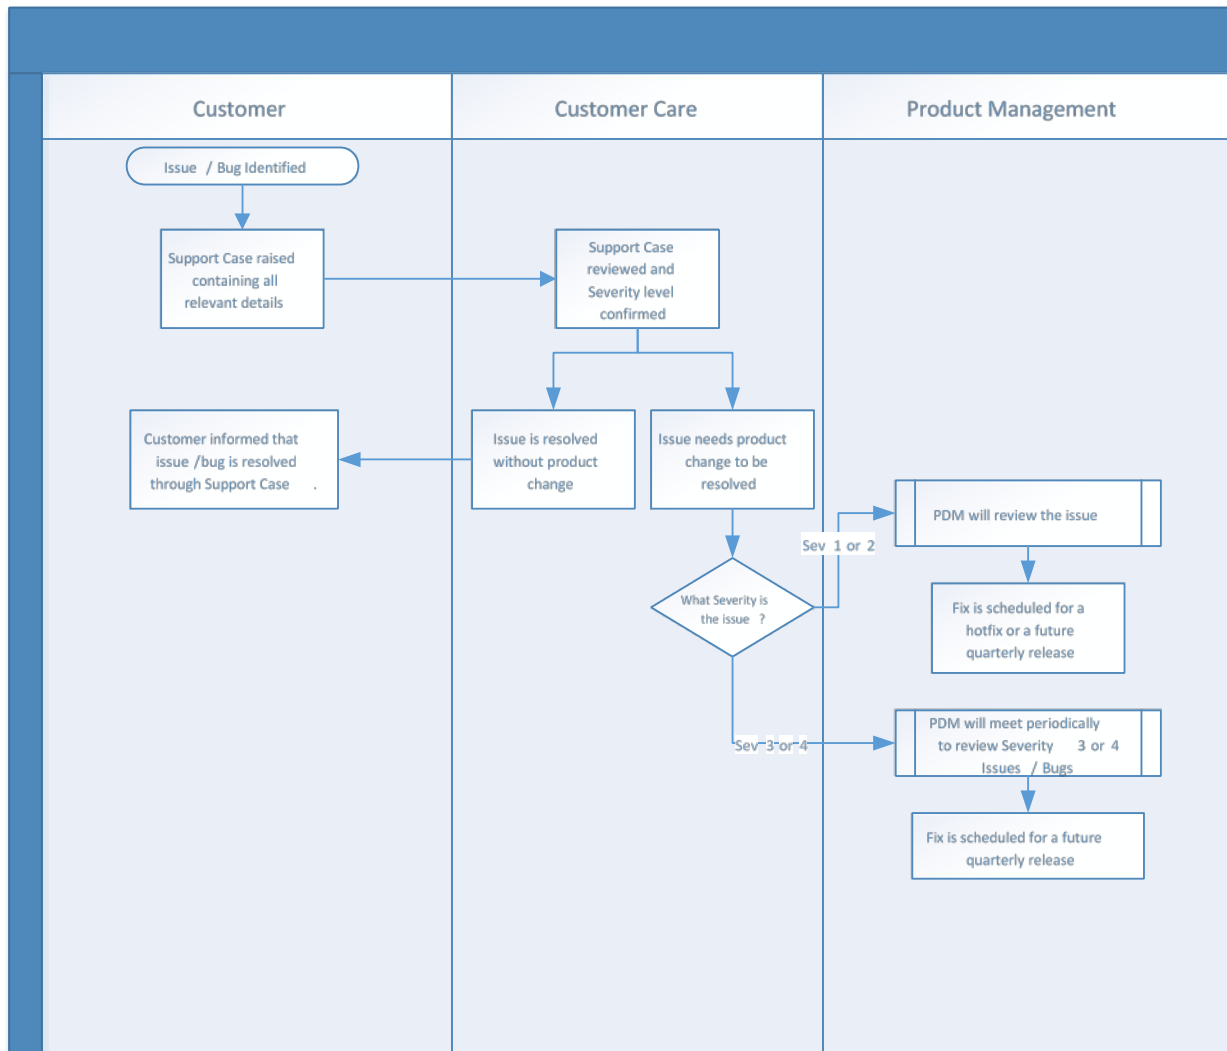 Customer
Customer Care
Product Management
Issue / Bug Identified
Support Case raised
containing all
relevant details
Support Case
reviewed and
Severity level
confirmed
Customer informed that
issue /bug is resolved
through Support Case .
Issue is resolved
without product
change
Issue needs product
change to be
resolved
What Severity is
the issue ?
Sev 1 or 2
PDM will review the issue
Fix is scheduled for a
hotfix or a future
quarterly release
Sev 3 or 4
PDM will meet periodically
to review Severity 3 or 4
Issues / Bugs
Fix is scheduled for a future
quarterly release